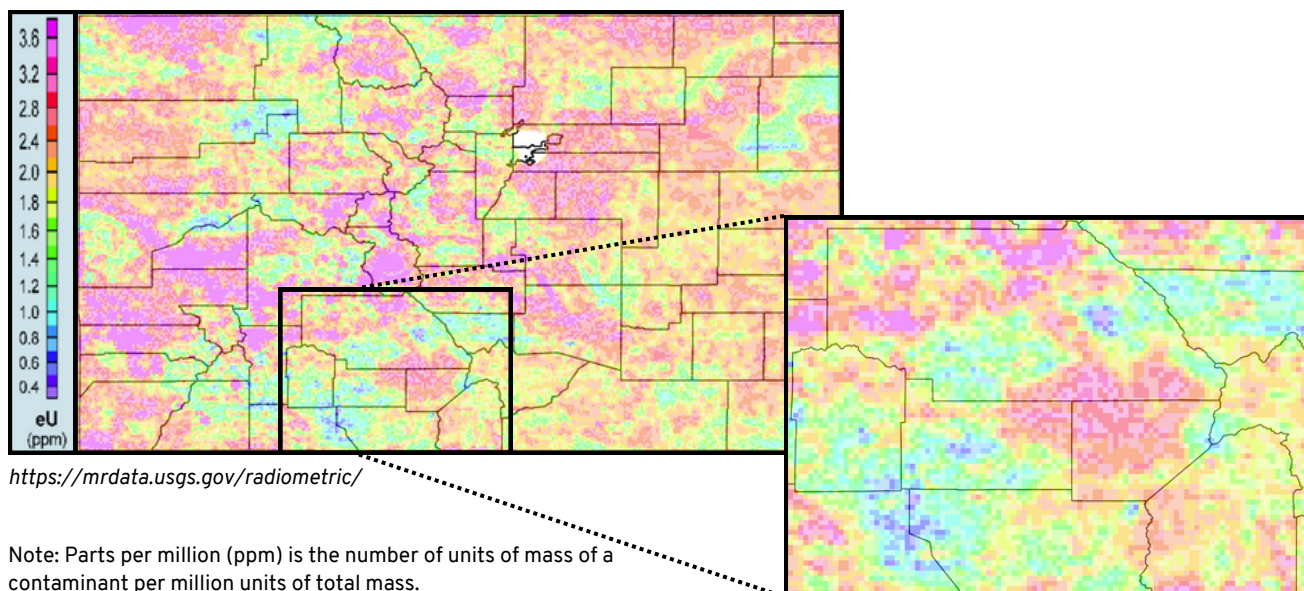 3.6
3.2
2.8
2.4
2.0
1.8
1.6
1.4
1.2
1.0
0.8
0.6
0.4
eU
(ppm)
https://mrdata.usgs.gov/radiometric/
Note: Parts per million (ppm) is the number of units of mass of a
contaminant per million units of total mass.